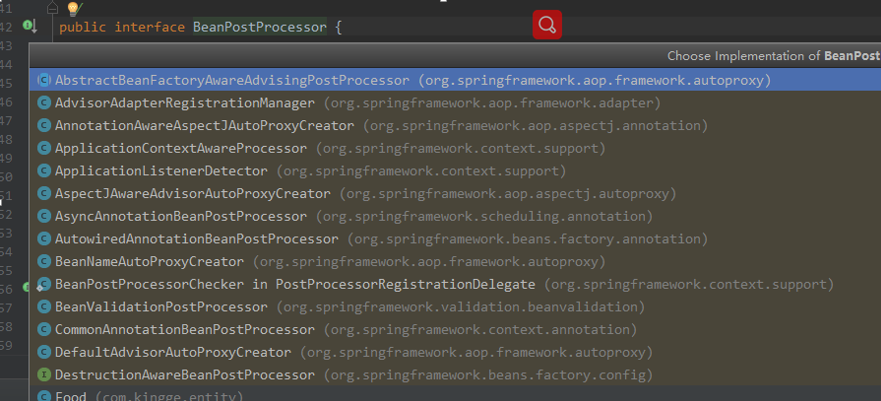 41
42 public interface BeanPostProcessor {
43
Choose Implementation of BeanPost
AbstractBeanFactoryAwareAdvisingPostProcessor (org.springframework.aop.framework.autoproxy)
AdvisorAdapterRegistrationManager (org.springframework.aop.framework.adapter)
AnnotationAwareAspectJAutoProxyCreator (org.springframework.aop.aspectj.annotation)
ApplicationContextAwareProcessor (org.springframework.context.support)
ApplicationListenerDetector (org.springframework.context.support)
AspectJAwareAdvisorAutoProxyCreator (org.springframework.aop.aspectj.autoproxy)
AsyncAnnotationBeanPostProcessor (org.springframework.scheduling.annotation)
AutowiredAnnotationBeanPostProcessor (org.springframework.beans.factory.annotation)
BeanNameAutoProxyCreator (org.springframework.aop.framework.autoproxy)
BeanPostProcessorChecker in PostProcessorRegistrationDelegate (org.springframework.context.support)
BeanValidationPostProcessor (org.springframework.validation.beanvalidation)
CommonAnnotationBeanPostProcessor (org.springframework.context.annotation)
DefaultAdvisorAutoProxyCreator (org.springframework.aop.framework.autoproxy)
DestructionAwareBeanPostProcessor (org.springframework.beans.factory.config)
Food (com.kingge.entity)